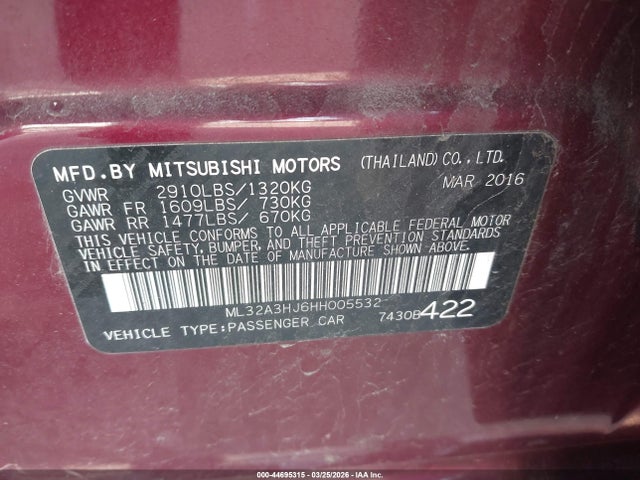 MFD.BY MITSUBISHI MOTORS (THAILAND) CO., LTD.
GVWR 2910LBS/1320KG MAR 2016
GAWR FR 1609LBS/ 730KG
GAWR RR 1477LBS/ 670KG
THIS VEHICLE CONFORMS TO ALL APPLICABLE FEDERAL MOTOR
VEHICLE SAFETY, BUMPER, AND THEFT PREVENTION STANDARDS
IN EFFECT ON THE DATE OF MANUFACTURE SHOWN ABOVE.
ML32A3HJ6HH005532
VEHICLE TYPE:PASSENGER CAR 7430B422
000-44695315 - 03/25/2026 - IAA Inc.